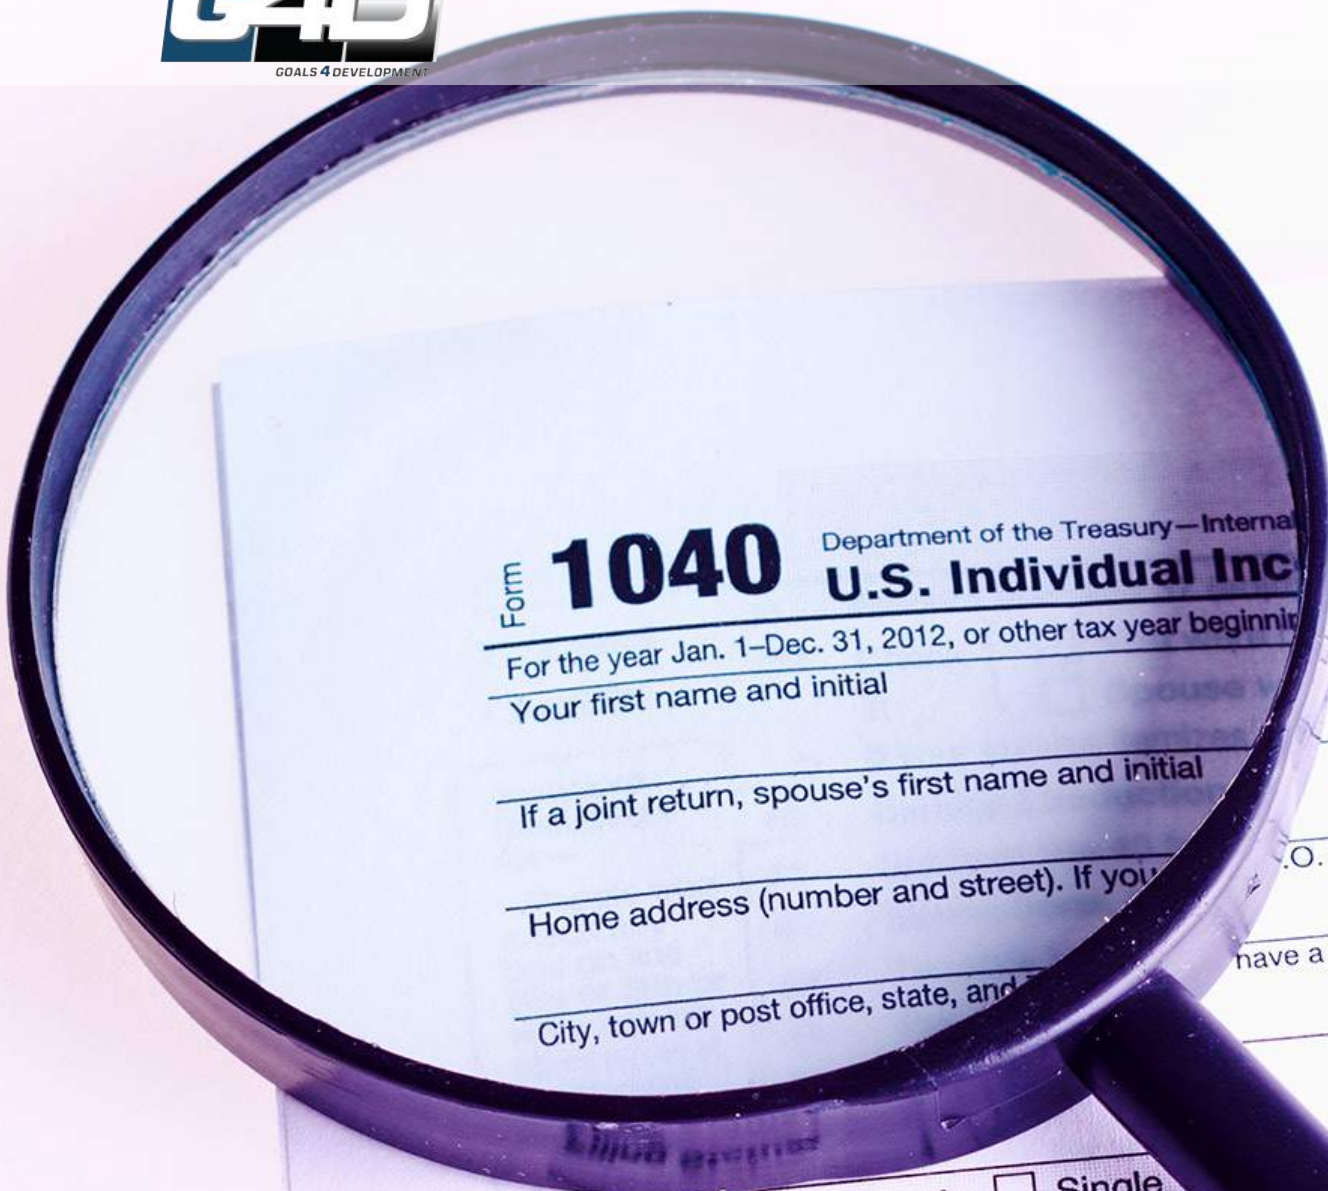 G4D
GOALS 4 DEVELOPMENT
Form 1040
Department of the Treasury—Internal
U.S. Individual Inc
For the year Jan. 1–Dec. 31, 2012, or other tax year beginnin
Your first name and initial
If a joint return, spouse's first name and initial
.O.
Home address (number and street). If you
have a
City, town or post office, state, and
Single